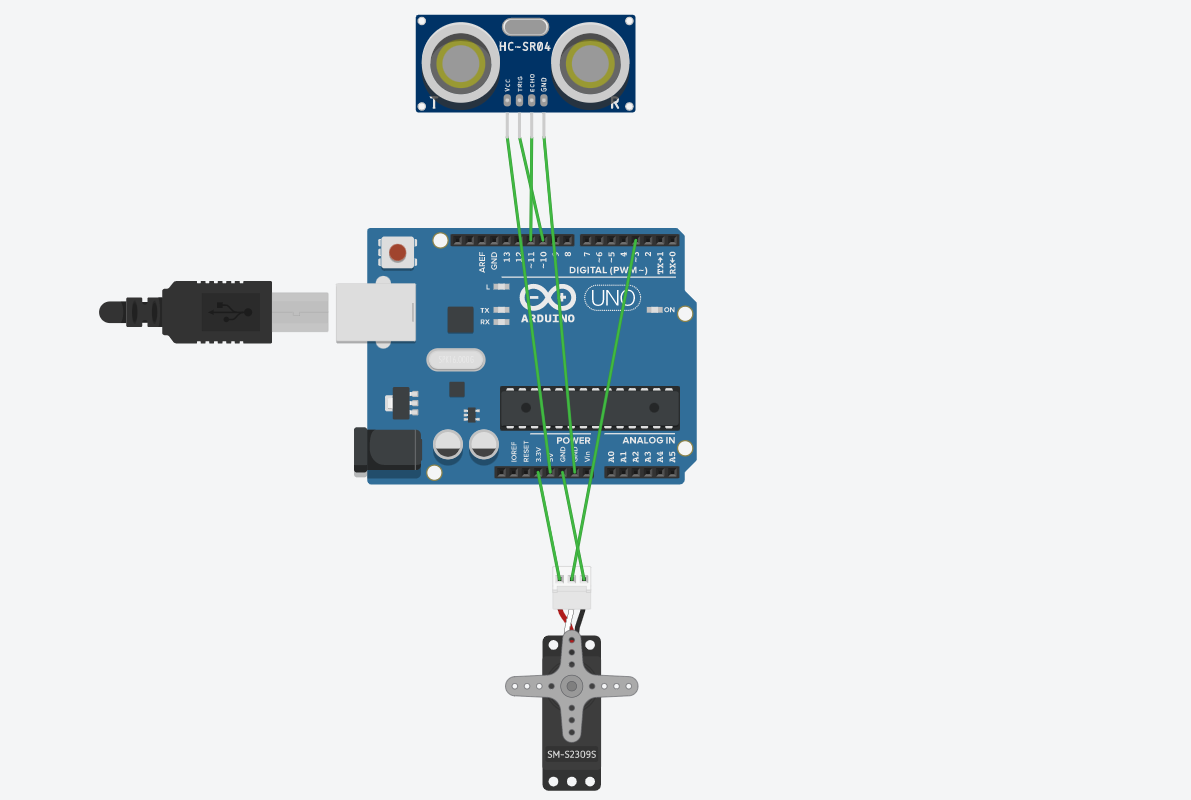 HC-SR04
VCC
TRIG
ECHO
GND
T
R
AREF
GND
13
12
~11
~10
8
7
~6
~5
4
~3
2
TX→1
RX←0
DIGITAL (PWM~)
L
TX
RX
ARDUINO
UNO
ON
POWER
ANALOG IN
IOREF
RESET
3.3V
5V
GND
GND
Vin
A0
A1
A2
A3
A4
A5
SM-S2309S